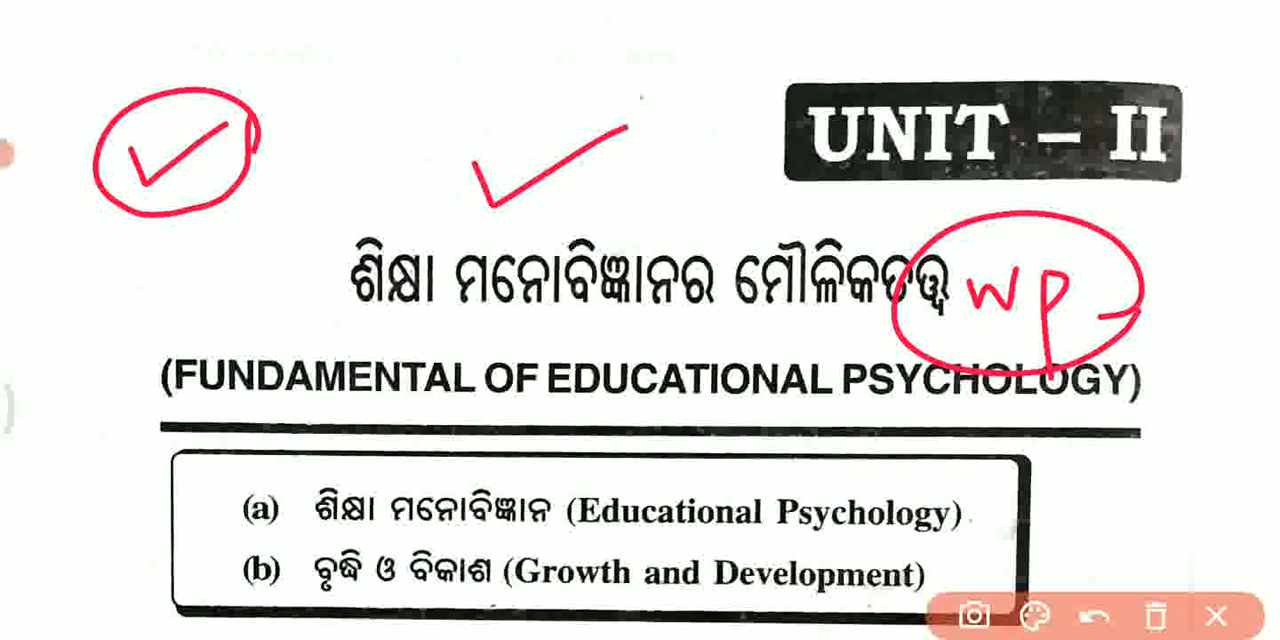 UNIT – II
ଶିକ୍ଷା ମନୋବିଜ୍ଞାନର ମୌଳିକତତ୍ତ୍ୱ WP
(FUNDAMENTAL OF EDUCATIONAL PSYCHOLOGY)
(a) ଶିକ୍ଷା ମନୋବିଜ୍ଞାନ (Educational Psychology)
(b) ବୃଦ୍ଧି ଓ ବିକାଶ (Growth and Development)